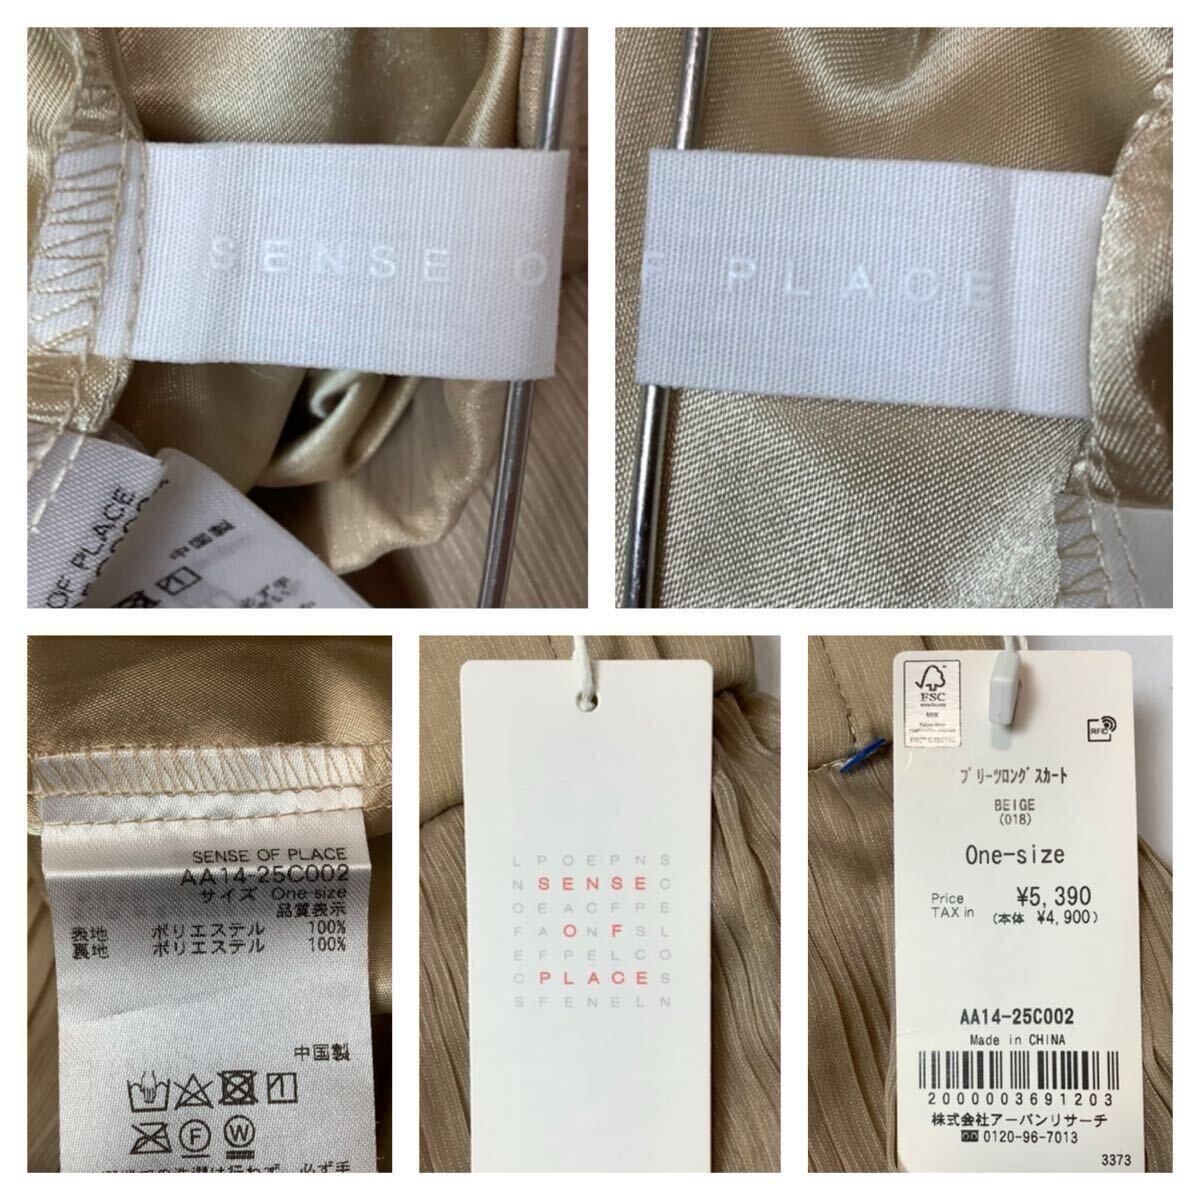 SENSE O
OF PLACE
中国製
F PLACE
SENSE OF PLACE
AA14-25C002
サイズ One-size
品質表示
表地 ポリエステル 100%
裏地 ポリエステル 100%
中国製
F
W
L P O E P N S
N S E N S E C
O E A C F P E
F A O N F S L
E F P E L C O
C P L A C E S
S F E N E L N
FSC
MIX
RFID
ﾌﾟﾘｰﾂﾛﾝｸﾞｽｶｰﾄ
BEIGE
(018)
One-size
Price ¥5,390
TAX in (本体 ¥4,900)
AA14-25C002
Made in CHINA
2000003691203
株式会社アーバンリサーチ
0120-96-7013
3373